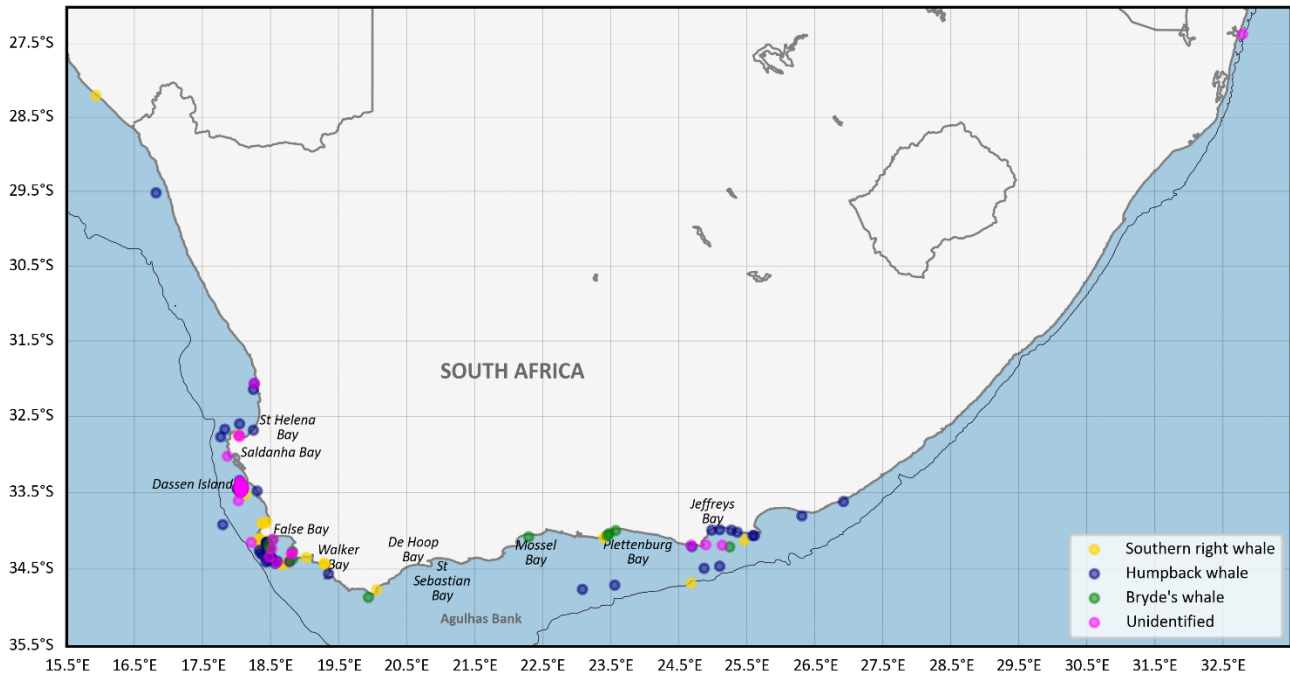 27.5°S
28.5°S
29.5°S
30.5°S
31.5°S
32.5°S
33.5°S
34.5°S
35.5°S
SOUTH AFRICA
St Helena
Bay
Saldanha Bay
Dassen Island
False Bay
Walker
Bay
De Hoop
Bay
St
Sebastian
Bay
Mossel
Bay
Plettenburg
Bay
Jeffreys
Bay
Agulhas Bank
Southern right whale
Humpback whale
Bryde's whale
Unidentified
15.5°E 16.5°E 17.5°E 18.5°E 19.5°E 20.5°E 21.5°E 22.5°E 23.5°E 24.5°E 25.5°E 26.5°E 27.5°E 28.5°E 29.5°E 30.5°E 31.5°E 32.5°E